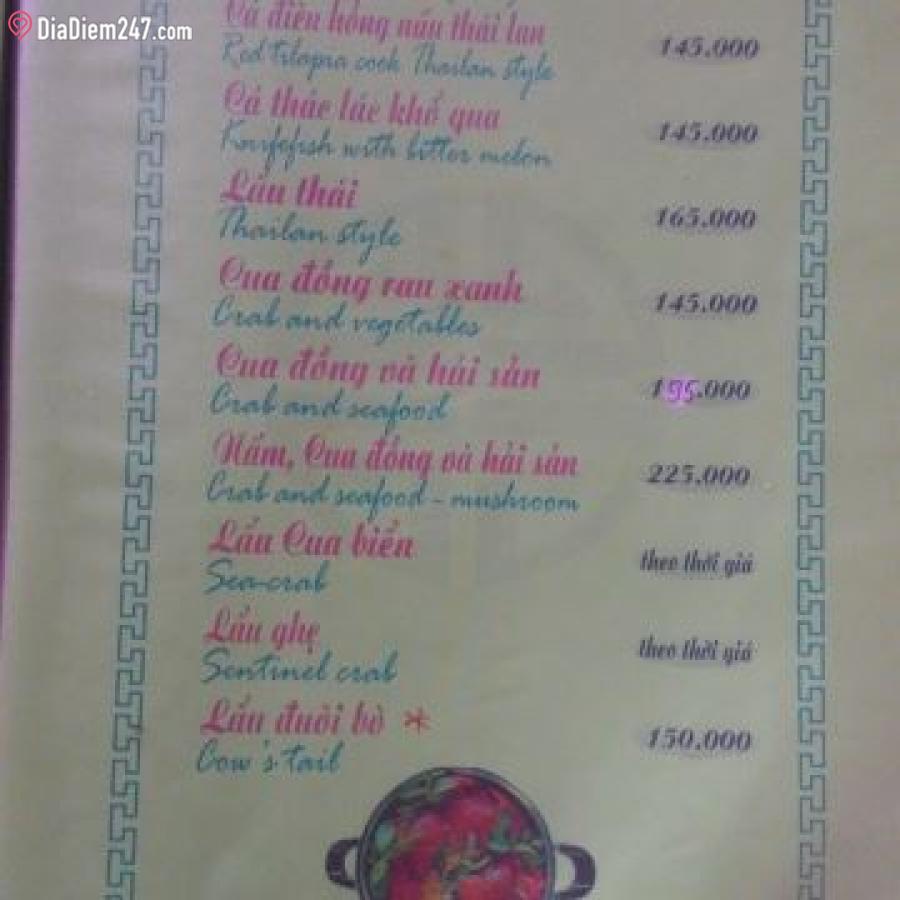 DiaDiem247.com
Cá điêu hồng nấu thái lan
145.000
Red tilapia cook Thailan style
Cá thác lác khổ qua
145.000
Knifefish with bitter melon
Lẩu thái
165.000
Thailan style
Cua đồng rau xanh
145.000
Crab and vegetables
Cua đồng và hải sản
195.000
Crab and seafood
Nấm, Cua đồng và hải sản
225.000
Crab and seafood - mushroom
Lẩu Cua biển
theo thời giá
Sea-crab
Lẩu ghẹ
theo thời giá
Sentinel crab
Lẩu đuôi bò *
150.000
Cow's tail